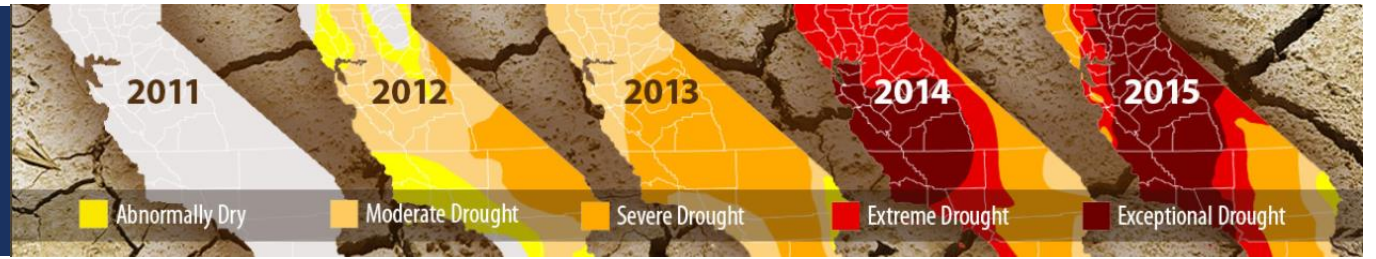 2011
2012
2013
2014
2015
Abnormally Dry
Moderate Drought
Severe Drought
Extreme Drought
Exceptional Drought